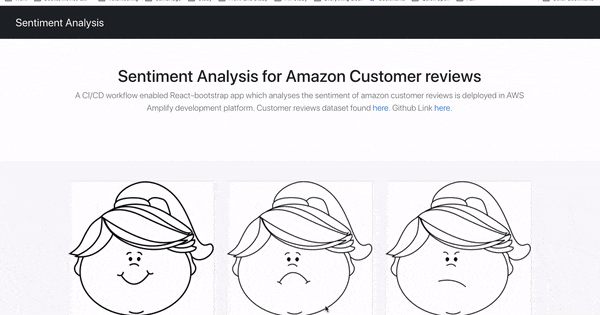 Sentiment Analysis
Sentiment Analysis for Amazon Customer reviews
A CI/CD workflow enabled React-bootstrap app which analyses the sentiment of amazon customer reviews is delployed in AWS
Amplify development platform. Customer reviews dataset found here. Github Link here.